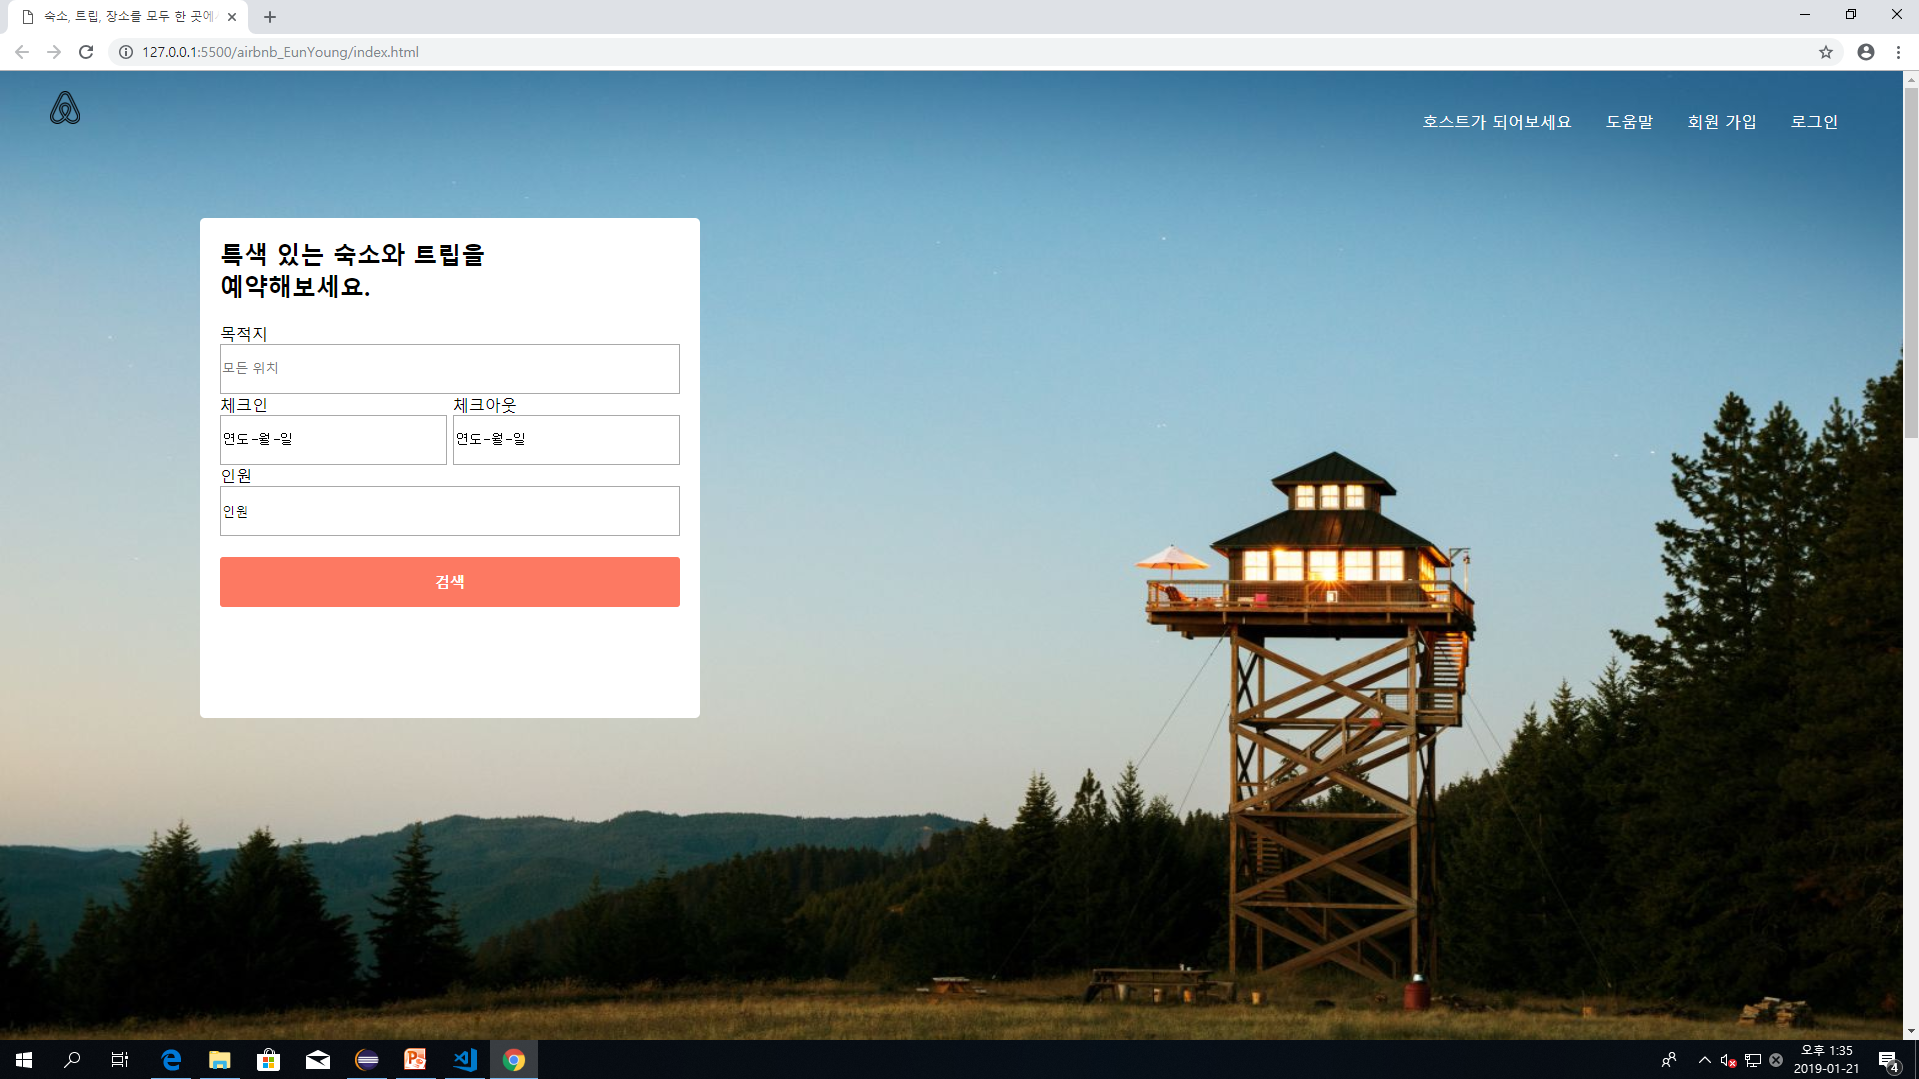 숙소, 트립, 장소를 모두 한 곳에서
127.0.0.1:5500/airbnb_EunYoung/index.html
호스트가 되어보세요 도움말 회원 가입 로그인
특색 있는 숙소와 트립을
예약해보세요.
목적지
모든 위치
체크인 체크아웃
연도-월-일 연도-월-일
인원
인원
검색
오후 1:35
2019-01-21
4